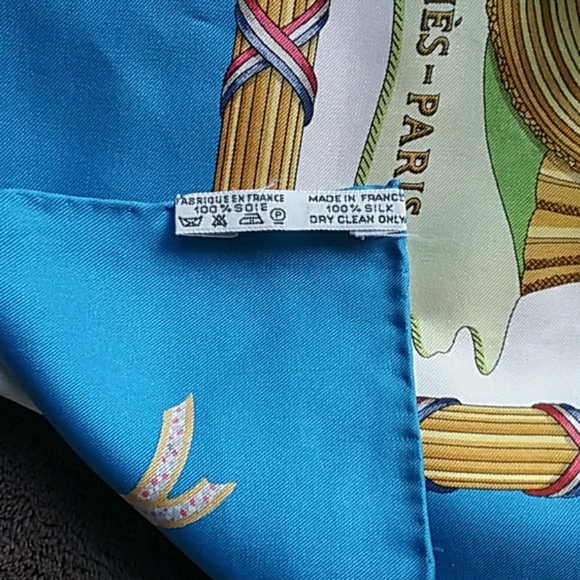 ÈS-PARIS
FABRIQUE EN FRANCE
100% SOIE
MADE IN FRANCE
100% SILK
DRY CLEAN ONLY